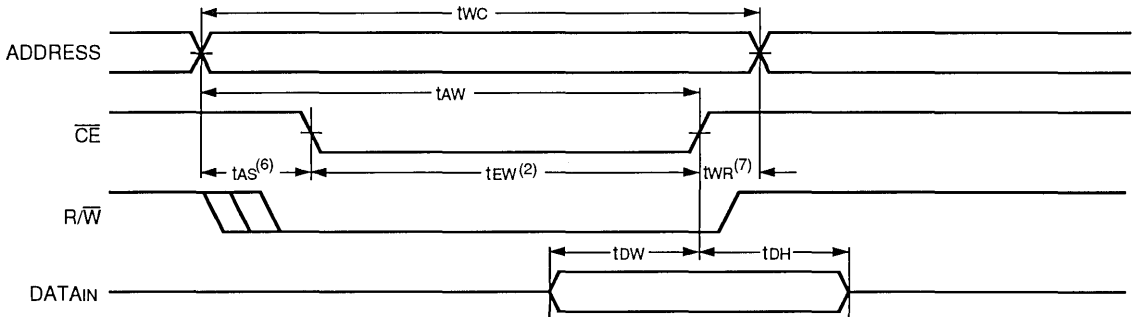 tWC
ADDRESS
tAW
CE
tAS(6) tEW(2) tWR(7)
R/W
tDW tDH
DATAIN